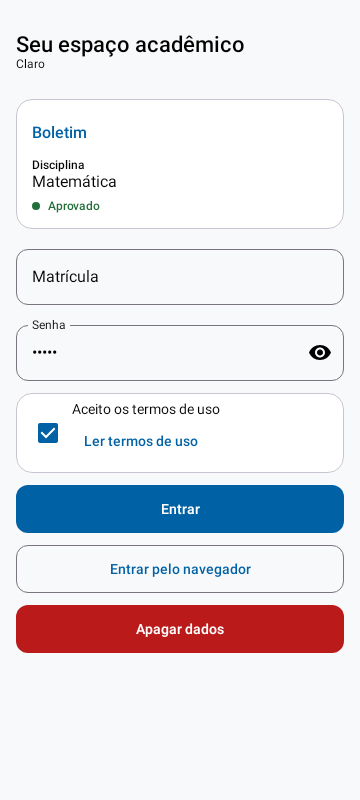 Seu espaço acadêmico
Claro
Boletim
Disciplina
Matemática
Aprovado
Matrícula
Senha
•••••
Aceito os termos de uso
Ler termos de uso
Entrar
Entrar pelo navegador
Apagar dados